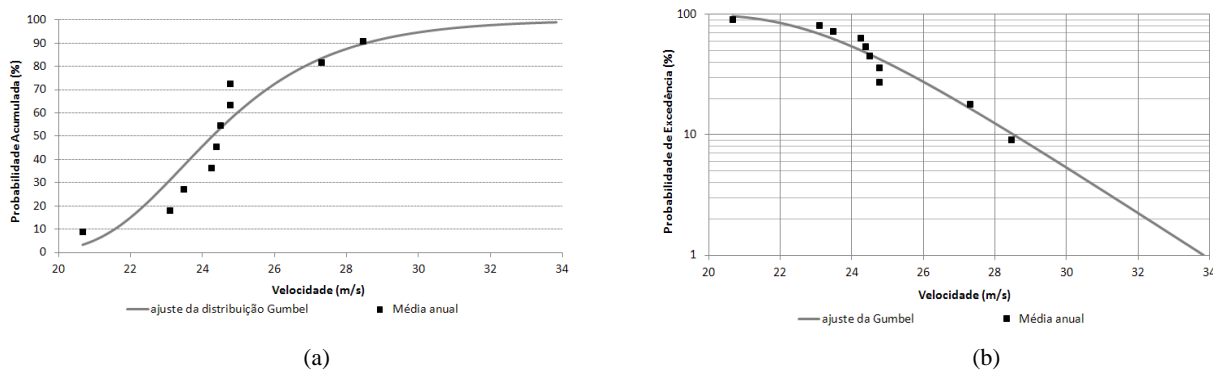 Probabilidade Acumulada (%)
100
90
80
70
60
50
40
30
20
10
0
20 22 24 26 28 30 32 34
Velocidade (m/s)
ajuste da distribuição Gumbel Média anual
(a)
Probabilidade de Excedência (%)
100
10
1
20 22 24 26 28 30 32 34
Velocidade (m/s)
ajuste da Gumbel Média anual
(b)